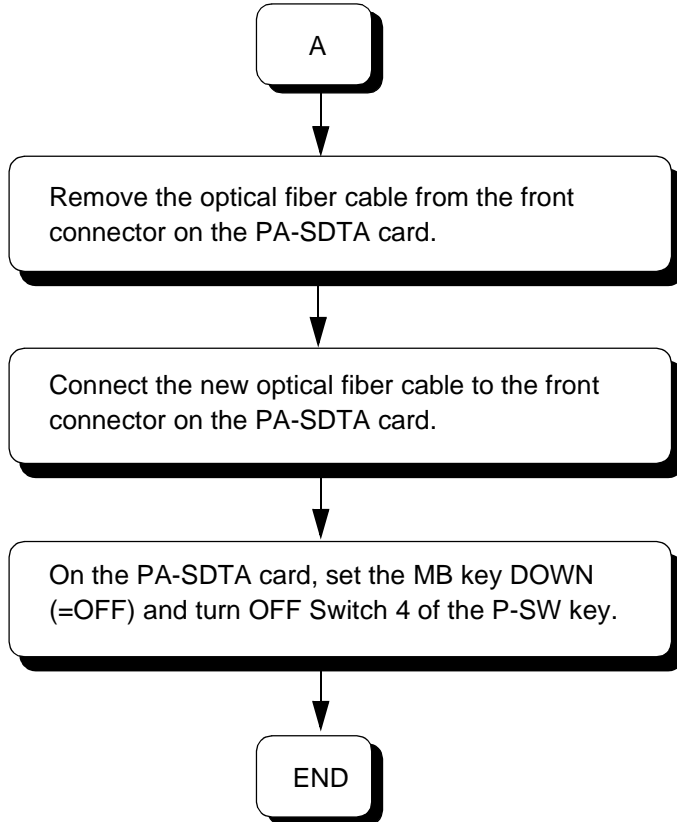 A
Remove the optical fiber cable from the front
connector on the PA-SDTA card.
Connect the new optical fiber cable to the front
connector on the PA-SDTA card.
On the PA-SDTA card, set the MB key DOWN
(=OFF) and turn OFF Switch 4 of the P-SW key.
END